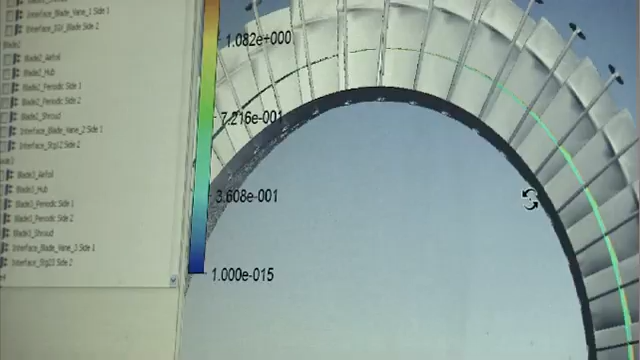 Interface_Blade_Vane_1 Side 1
Interface_IGV_Blade Side 2
Blade2
Blade2_Airfoil
Blade2_Hub
Blade2_Periodic Side 1
Blade2_Periodic Side 2
Blade2_Shroud
Interface_Blade_Vane_2 Side 1
Interface_Stg12 Side 2
Blade3_Airfoil
Blade3_Hub
Blade3_Periodic Side 1
Blade3_Periodic Side 2
Blade3_Shroud
Interface_Blade_Vane_3 Side 1
Interface_Stg23 Side 2
1.082e+000
7.216e-001
3.608e-001
1.000e-015